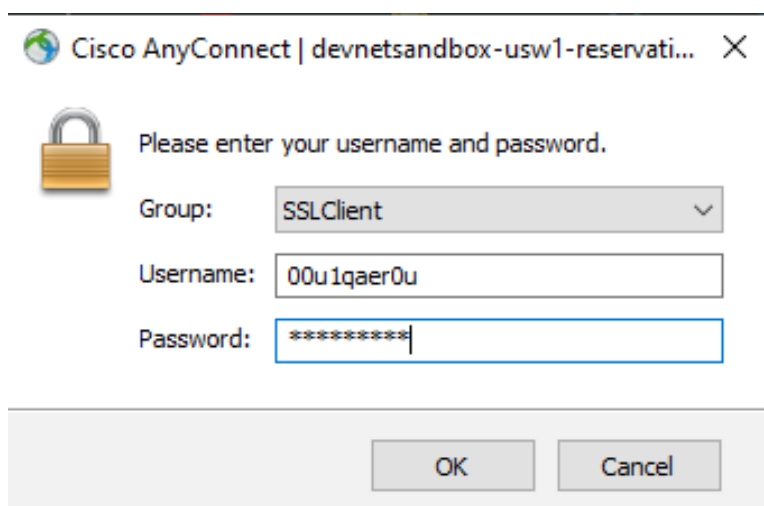 Cisco AnyConnect | devnetsandbox-usw1-reservati...
Please enter your username and password.
Group: SSLClient
Username: 00u1qaer0u
Password: *********
OK Cancel